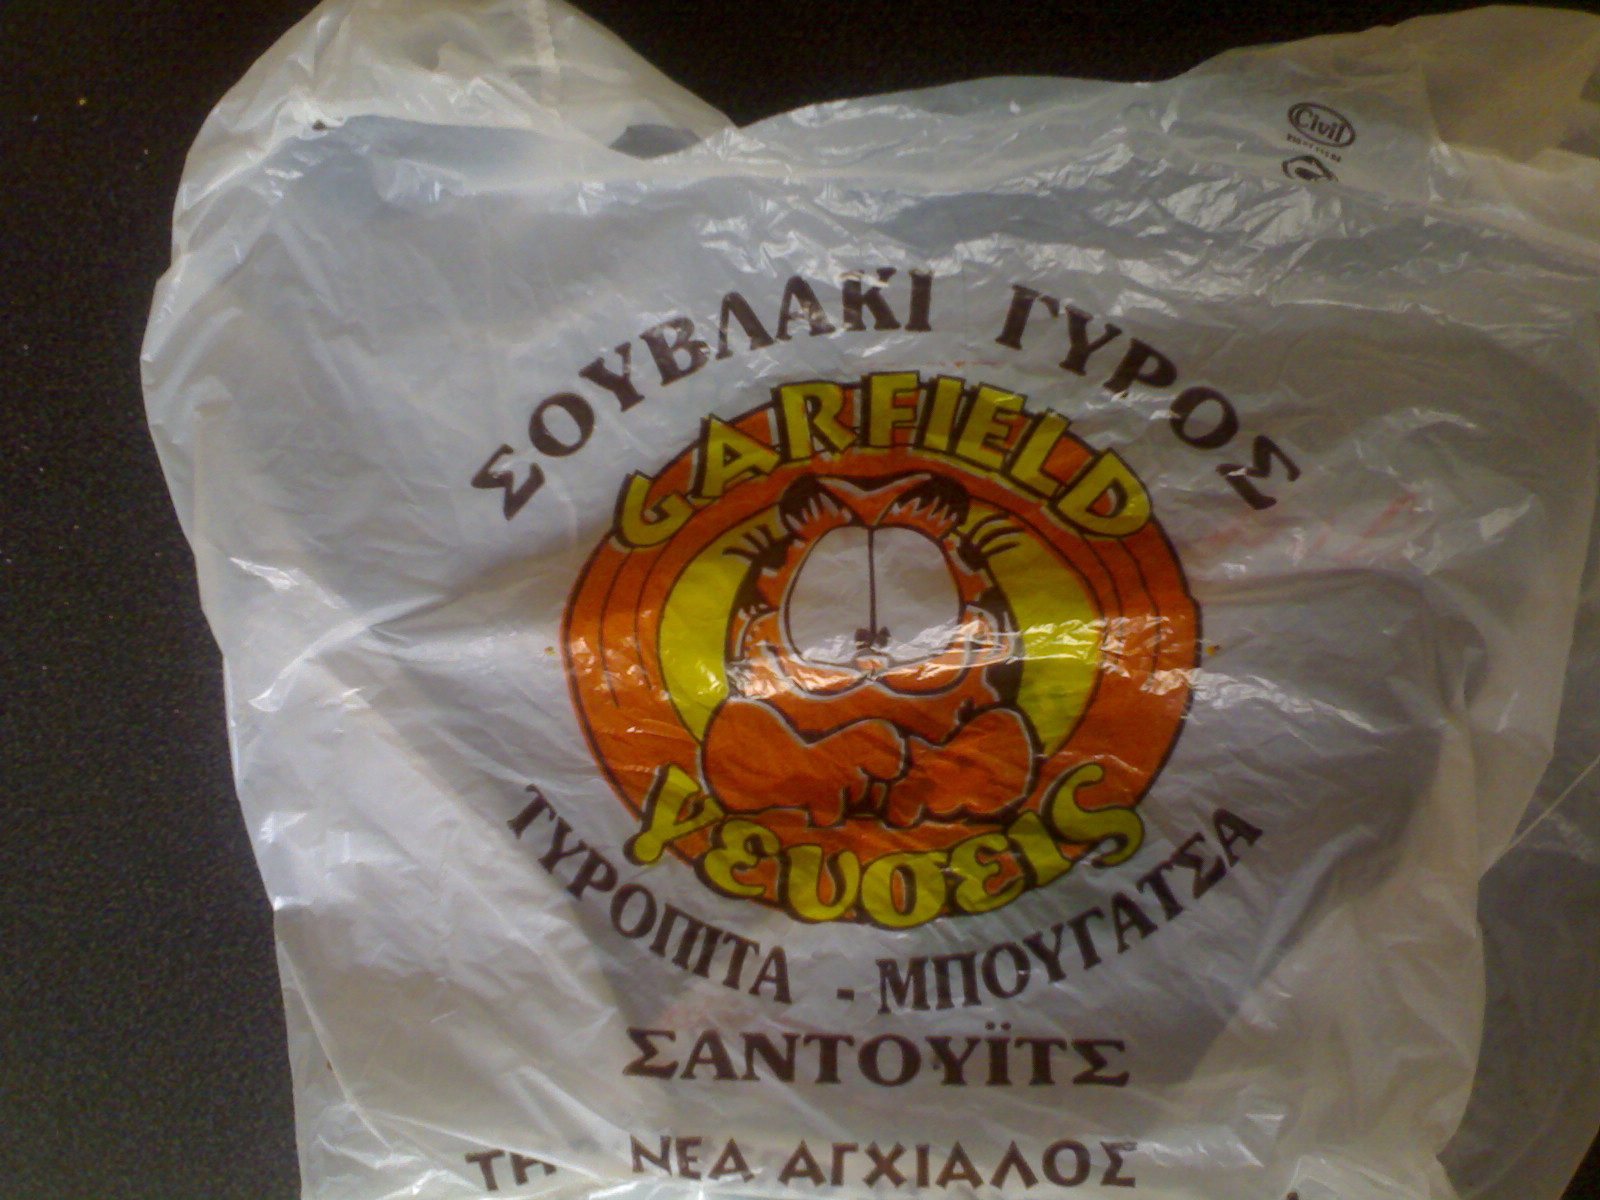 Civil
ΣΟΥΒΛΑΚΙ ΓΥΡΟΣ
GARFIELD
γευσεις
ΤΥΡΟΠΙΤΑ - ΜΠΟΥΓΑΤΣΑ
ΣΑΝΤΟΥΪΤΣ
ΝΕΑ ΑΓΧΙΑΛΟΣ